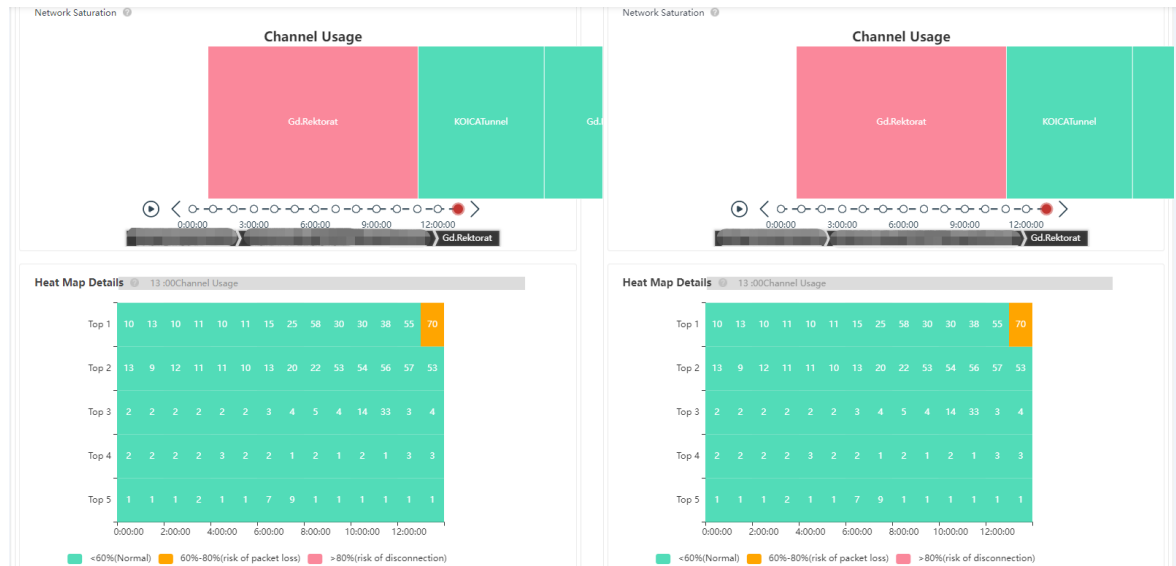 Network Saturation
Channel Usage
Gd.Rektorat KOICATunnel Gd.
0:00:00 3:00:00 6:00:00 9:00:00 12:00:00
Gd.Rektorat
Heat Map Details 13 :00Channel Usage
Top 1 10 13 10 11 10 11 15 25 58 30 30 38 55 70
Top 2 13 9 12 11 11 10 13 20 22 53 54 56 57 53
Top 3 2 2 2 2 2 2 3 4 5 4 14 33 3 4
Top 4 2 2 2 2 3 2 2 1 2 1 2 1 3 3
Top 5 1 1 1 2 1 1 7 9 1 1 1 1 1 1
0:00:00 2:00:00 4:00:00 6:00:00 8:00:00 10:00:00 12:00:00
<60%(Normal) 60%-80%(risk of packet loss) >80%(risk of disconnection)
Network Saturation
Channel Usage
Gd.Rektorat KOICATunnel
0:00:00 3:00:00 6:00:00 9:00:00 12:00:00
Gd.Rektorat
Heat Map Details 13 :00Channel Usage
Top 1 10 13 10 11 10 11 15 25 58 30 30 38 55 70
Top 2 13 9 12 11 11 10 13 20 22 53 54 56 57 53
Top 3 2 2 2 2 2 2 3 4 5 4 14 33 3 4
Top 4 2 2 2 2 3 2 2 1 2 1 2 1 3 3
Top 5 1 1 1 2 1 1 7 9 1 1 1 1 1 1
0:00:00 2:00:00 4:00:00 6:00:00 8:00:00 10:00:00 12:00:00
<60%(Normal) 60%-80%(risk of packet loss) >80%(risk of disconnection)